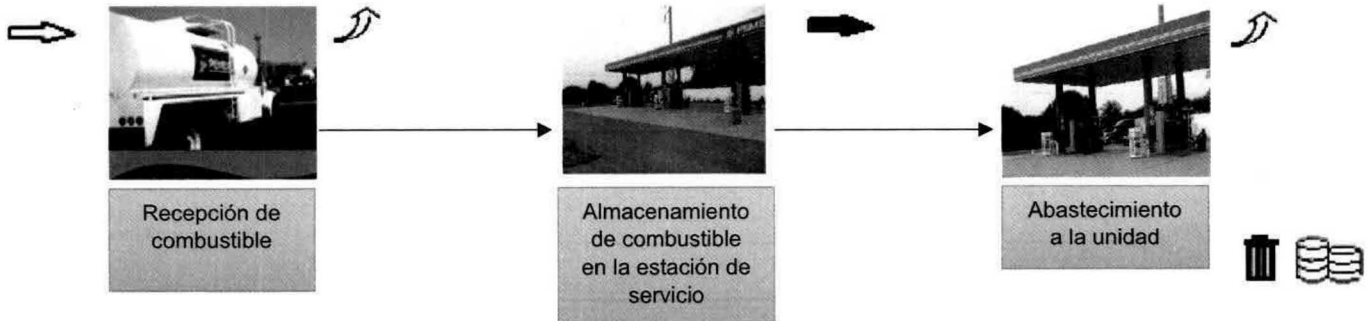 Recepción de
combustible
Almacenamiento
de combustible
en la estación de
servicio
Abastecimiento
a la unidad